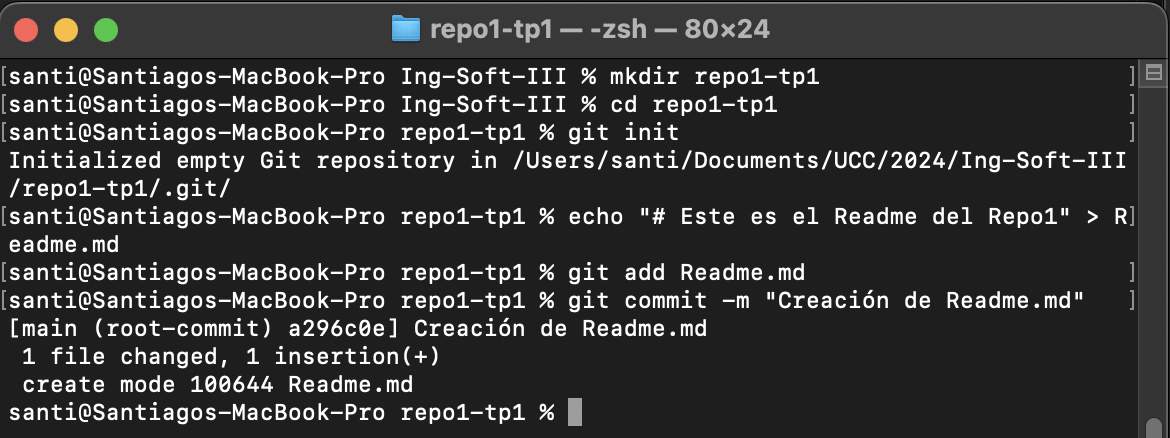 repo1-tp1 — -zsh — 80×24
[santi@Santiagos-MacBook-Pro Ing-Soft-III % mkdir repo1-tp1 ]
[santi@Santiagos-MacBook-Pro Ing-Soft-III % cd repo1-tp1 ]
[santi@Santiagos-MacBook-Pro repo1-tp1 % git init ]
Initialized empty Git repository in /Users/santi/Documents/UCC/2024/Ing-Soft-III
/repo1-tp1/.git/
[santi@Santiagos-MacBook-Pro repo1-tp1 % echo "# Este es el Readme del Repo1" > R]
eadme.md
[santi@Santiagos-MacBook-Pro repo1-tp1 % git add Readme.md ]
[santi@Santiagos-MacBook-Pro repo1-tp1 % git commit -m "Creación de Readme.md" ]
[main (root-commit) a296c0e] Creación de Readme.md
 1 file changed, 1 insertion(+)
 create mode 100644 Readme.md
santi@Santiagos-MacBook-Pro repo1-tp1 %